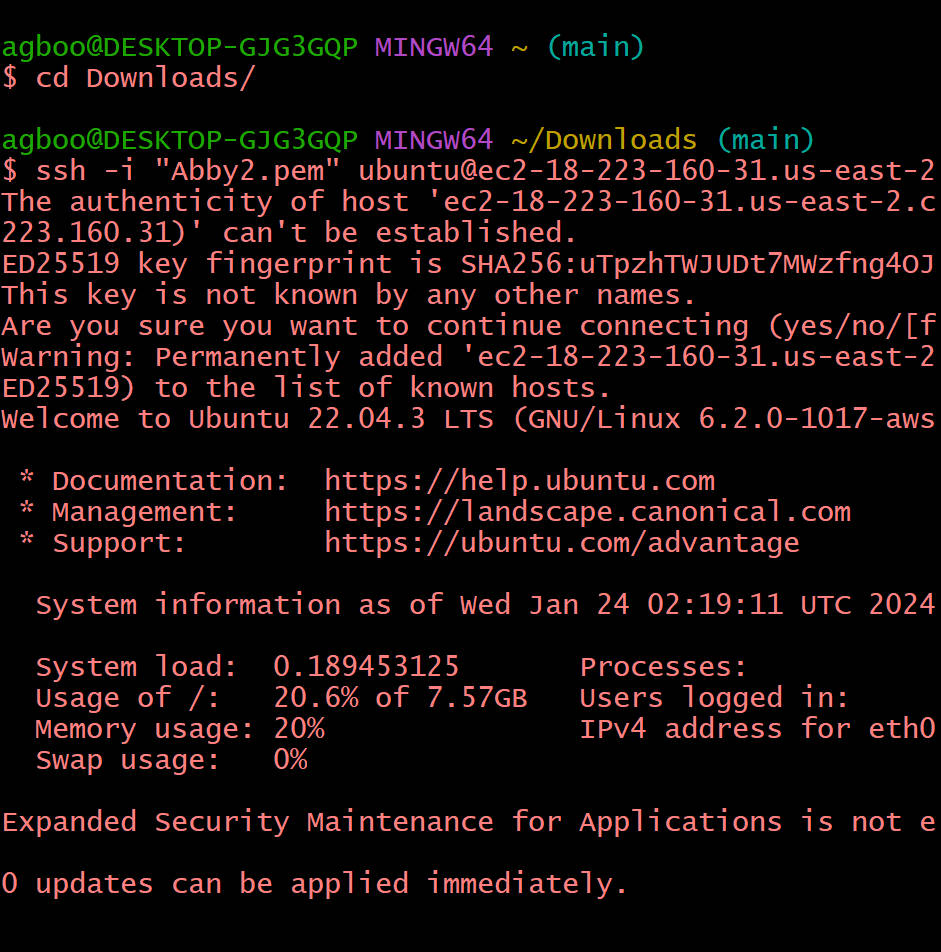 agboo@DESKTOP-GJG3GQP MINGW64 ~ (main)
$ cd Downloads/
agboo@DESKTOP-GJG3GQP MINGW64 ~/Downloads (main)
$ ssh -i "Abby2.pem" ubuntu@ec2-18-223-160-31.us-east-2
The authenticity of host 'ec2-18-223-160-31.us-east-2.c
223.160.31)' can't be established.
ED25519 key fingerprint is SHA256:uTpzhTWJUDt7MWzfng4OJ
This key is not known by any other names.
Are you sure you want to continue connecting (yes/no/[f
Warning: Permanently added 'ec2-18-223-160-31.us-east-2
ED25519) to the list of known hosts.
Welcome to Ubuntu 22.04.3 LTS (GNU/Linux 6.2.0-1017-aws
* Documentation:  https://help.ubuntu.com
* Management:     https://landscape.canonical.com
* Support:        https://ubuntu.com/advantage
System information as of Wed Jan 24 02:19:11 UTC 2024
System load:  0.189453125       Processes:
Usage of /:   20.6% of 7.57GB   Users logged in:
Memory usage: 20%               IPv4 address for eth0
Swap usage:   0%
Expanded Security Maintenance for Applications is not e
0 updates can be applied immediately.